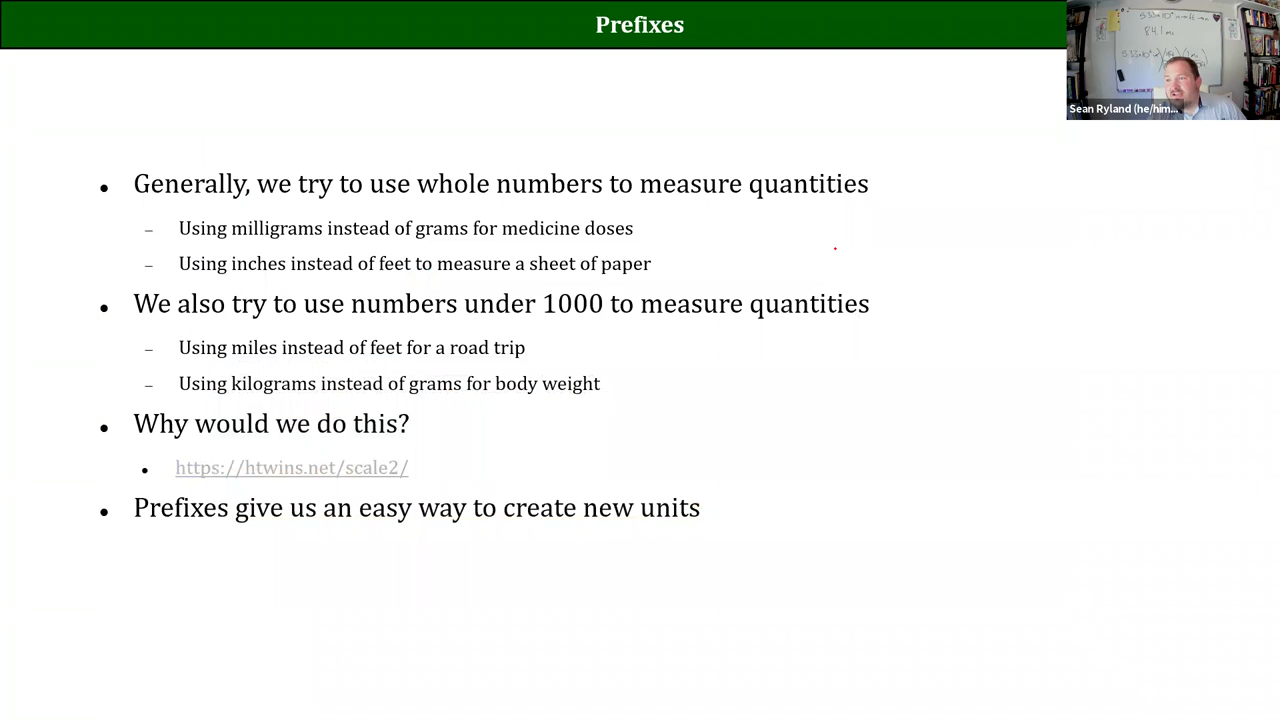 Prefixes
Sean Ryland (he/him...
Generally, we try to use whole numbers to measure quantities
– Using milligrams instead of grams for medicine doses
– Using inches instead of feet to measure a sheet of paper
We also try to use numbers under 1000 to measure quantities
– Using miles instead of feet for a road trip
– Using kilograms instead of grams for body weight
Why would we do this?
https://htwins.net/scale2/
Prefixes give us an easy way to create new units